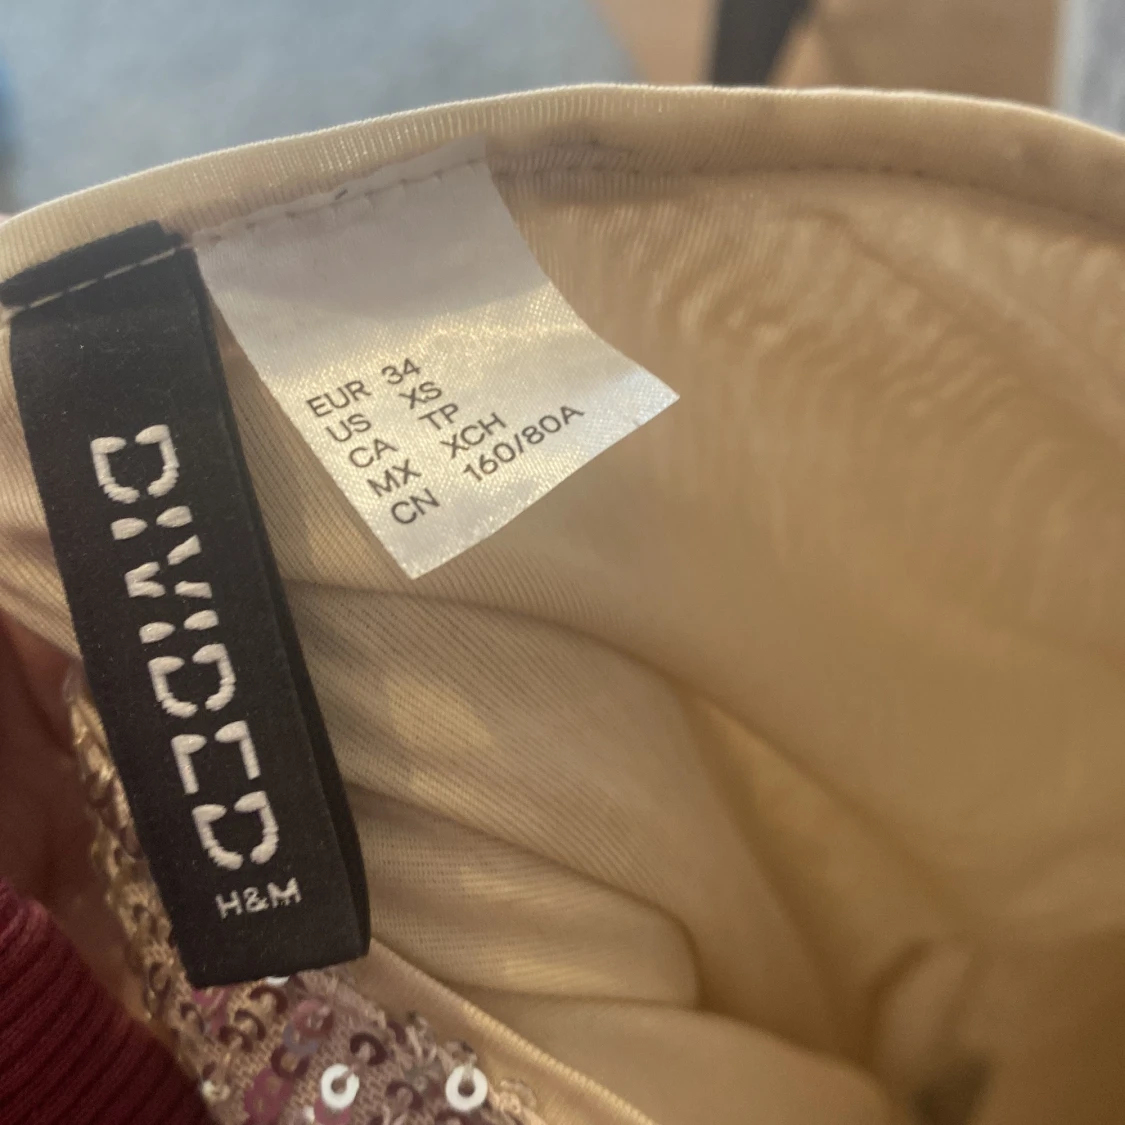 EUR 34
US XS
CA TP
MX XCH
CN 160/80A
DIVIDED
H&M